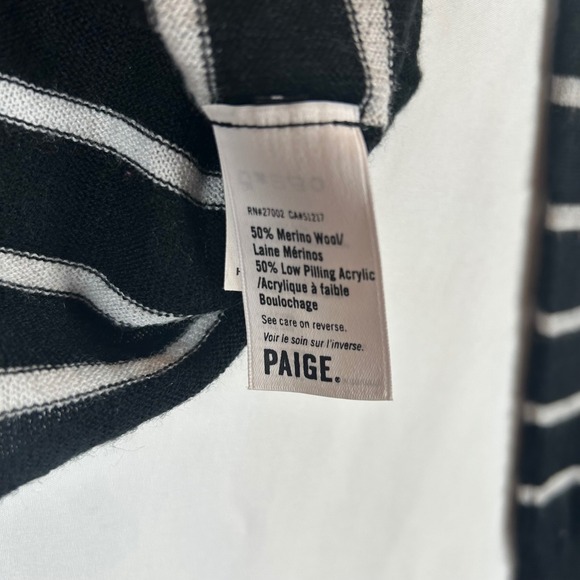 RN#27002 CA#51217
50% Merino Wool/
Laine Mérinos
50% Low Pilling Acrylic
/Acrylique à faible
Boulochage
See care on reverse.
Voir le soin sur l'inverse.
PAIGE®